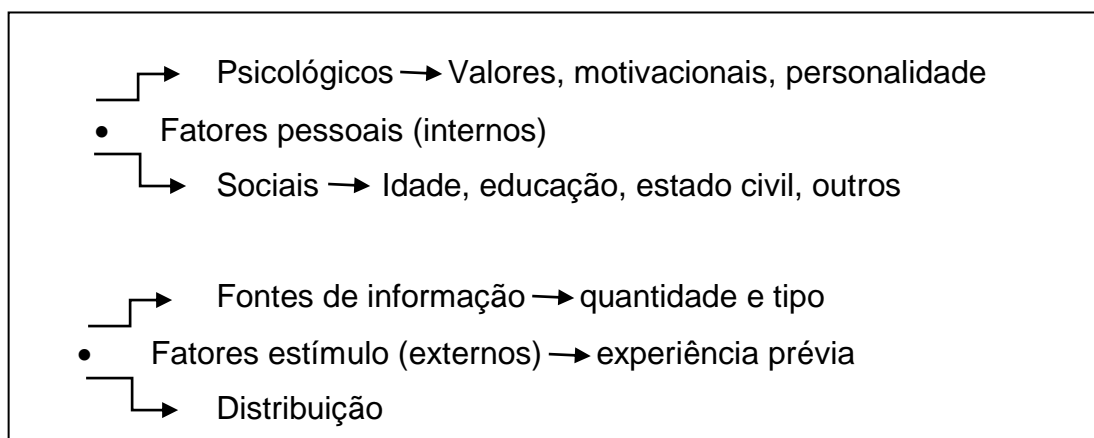 Psicológicos → Valores, motivacionais, personalidade
• Fatores pessoais (internos)
Sociais → Idade, educação, estado civil, outros
Fontes de informação → quantidade e tipo
• Fatores estímulo (externos) → experiência prévia
Distribuição